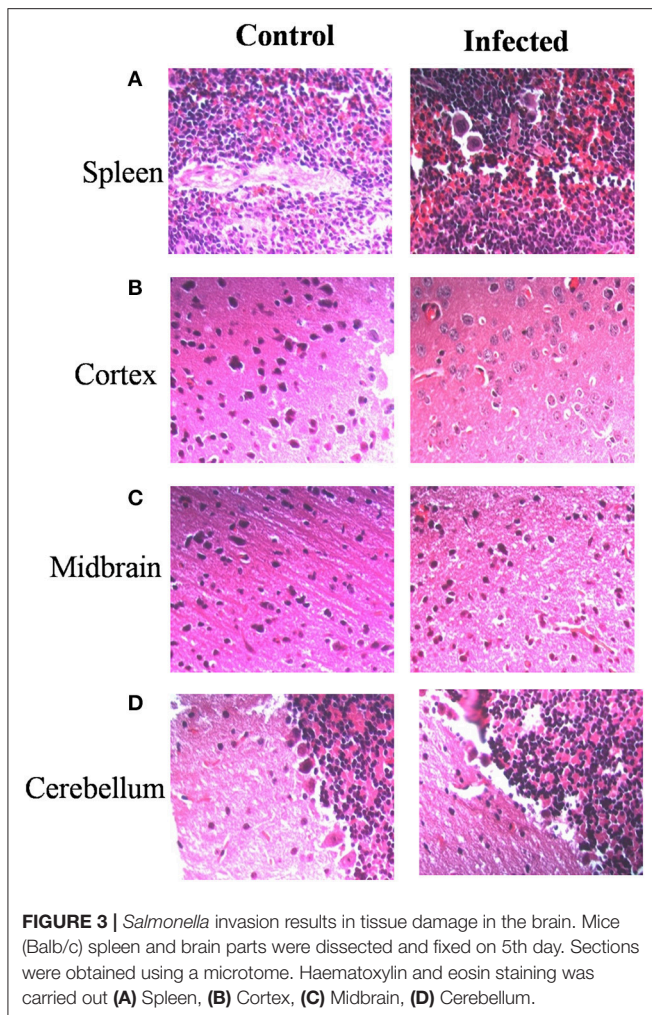 Control Infected
A
Spleen
B
Cortex
C
Midbrain
D
Cerebellum
FIGURE 3 | Salmonella invasion results in tissue damage in the brain. Mice
(Balb/c) spleen and brain parts were dissected and fixed on 5th day. Sections
were obtained using a microtome. Haematoxylin and eosin staining was
carried out (A) Spleen, (B) Cortex, (C) Midbrain, (D) Cerebellum.